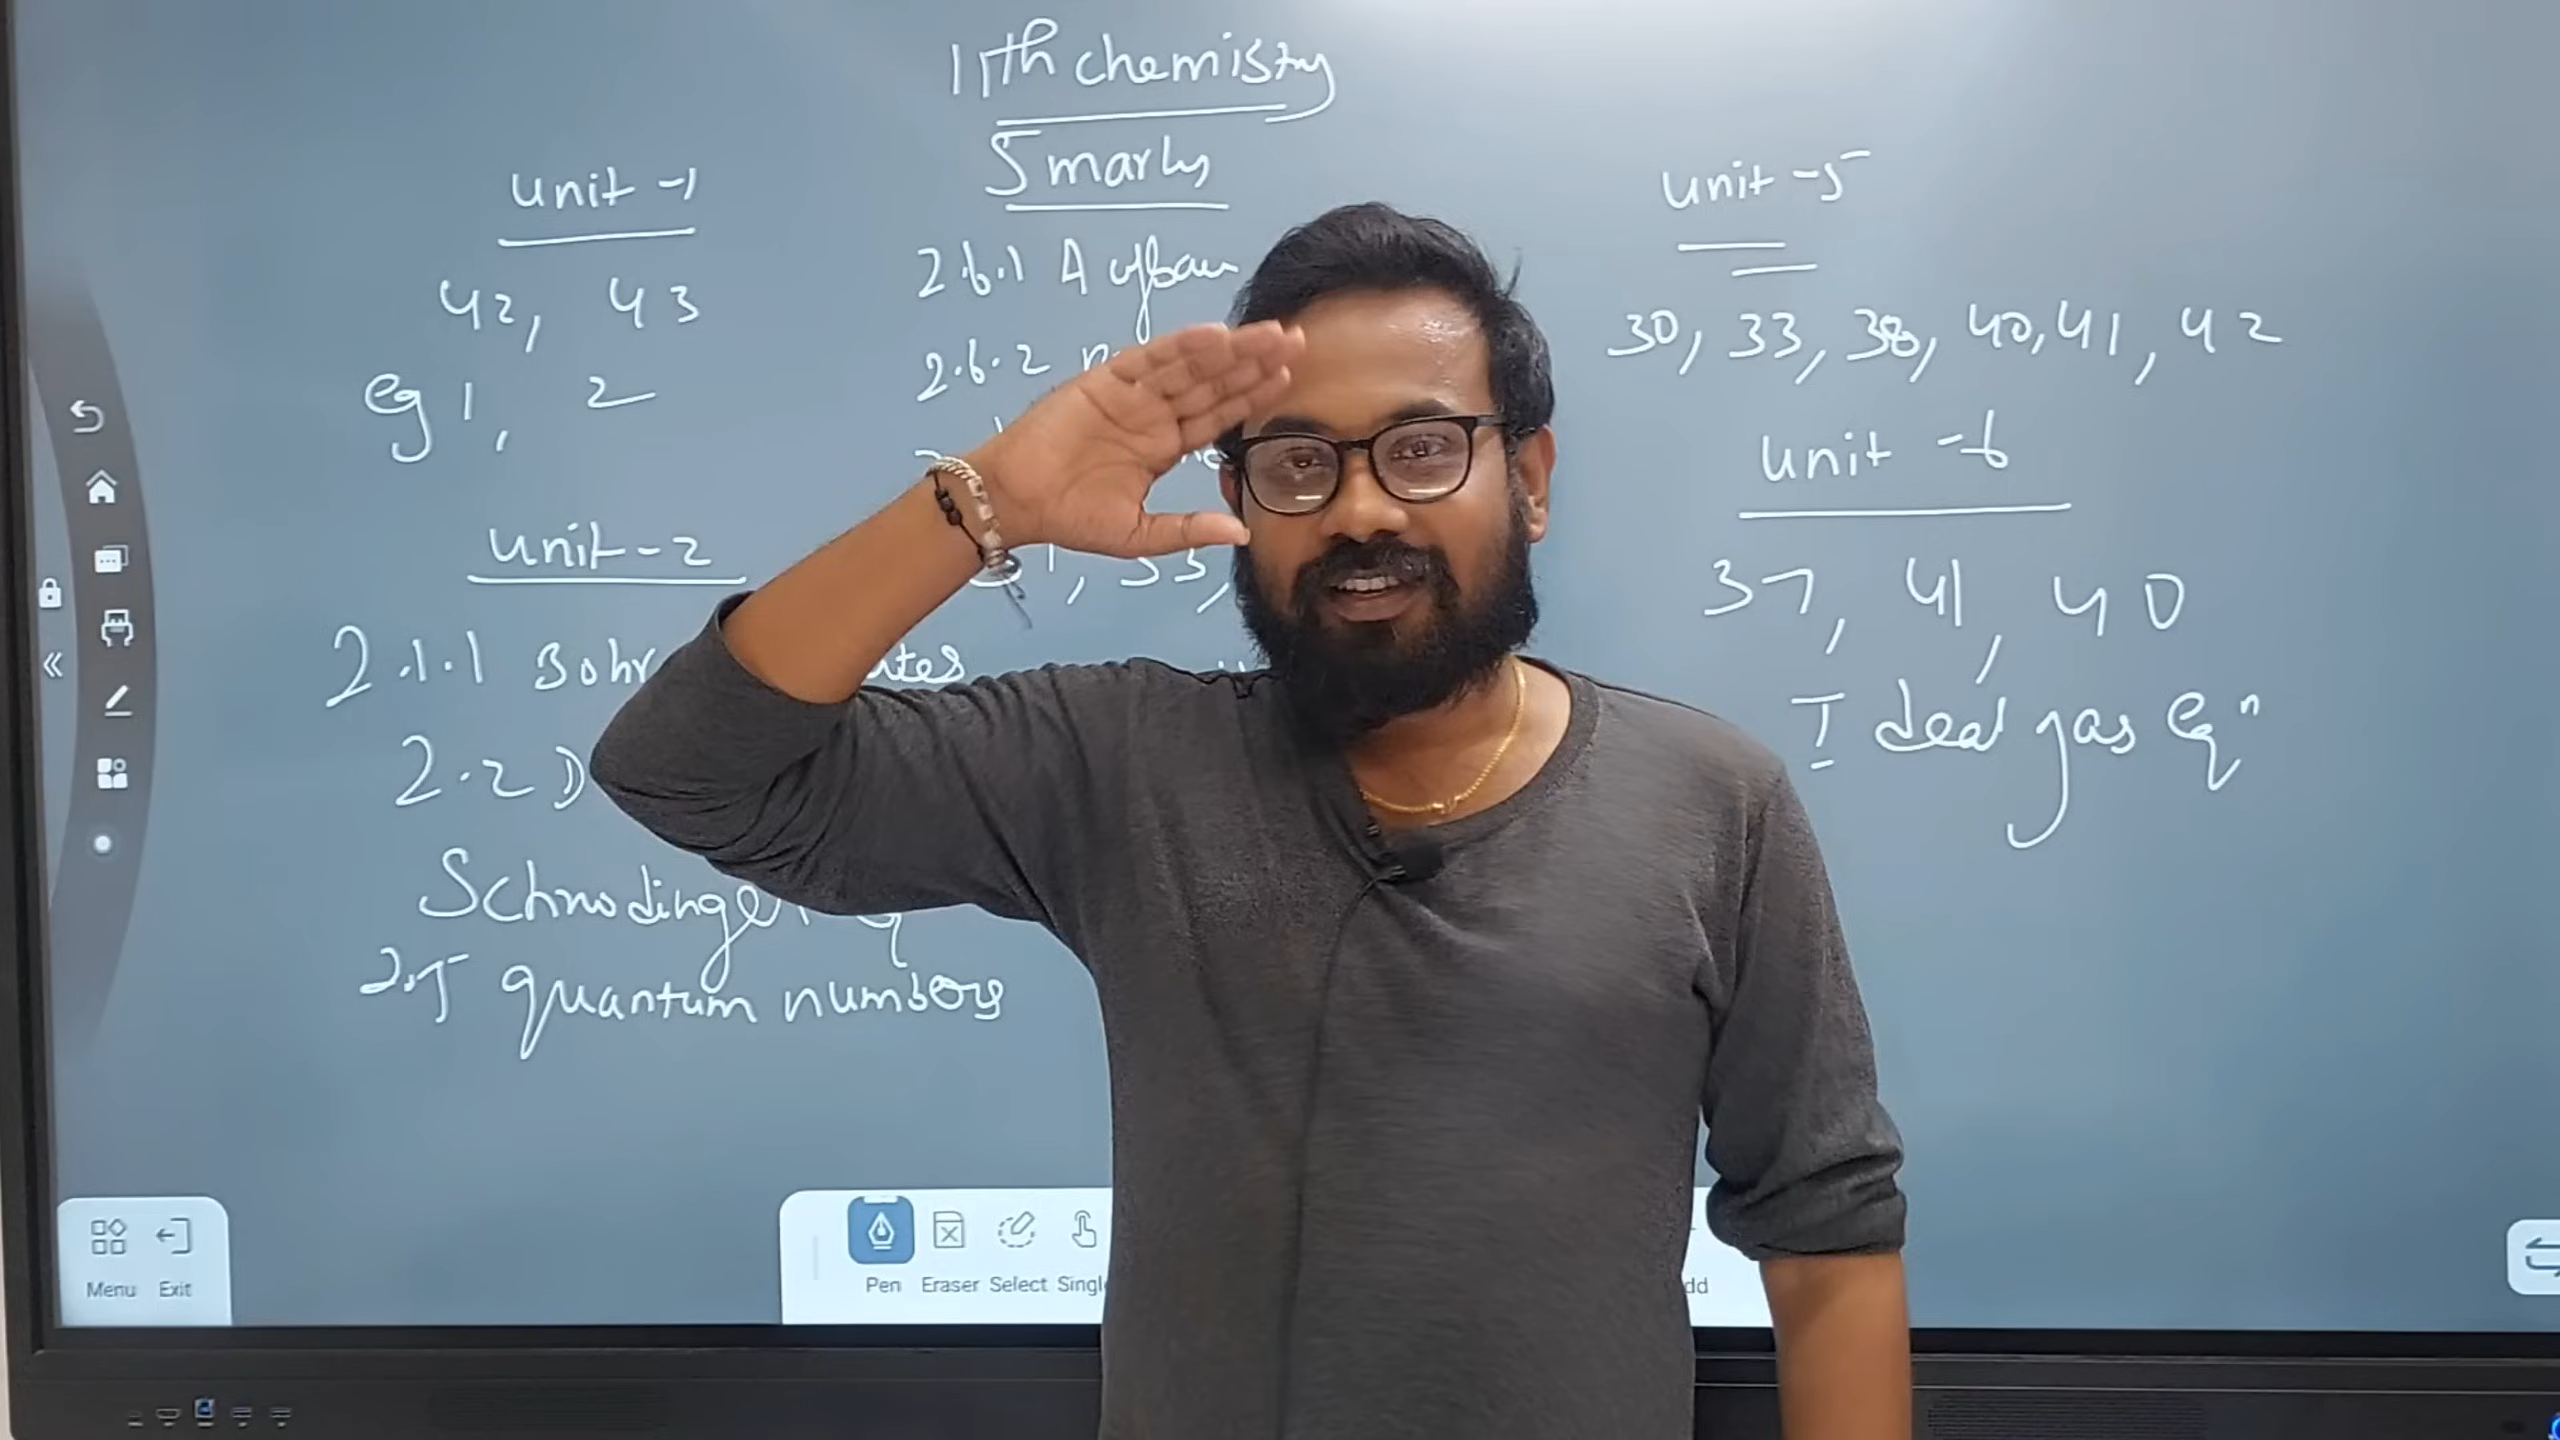 11th chemistry
5 marks
unit -1
42, 43
eg 1, 2
unit - 2
2.1.1 Bohr
2.2 D
Schrodinger
2.5 quantum numbers
2.6.1 Aufbau
2.6.2
33,
unit -5
30, 33, 38, 40, 41, 42
unit -6
37, 41, 40
Ideal gas eqn
Menu Exit
Pen Eraser Select